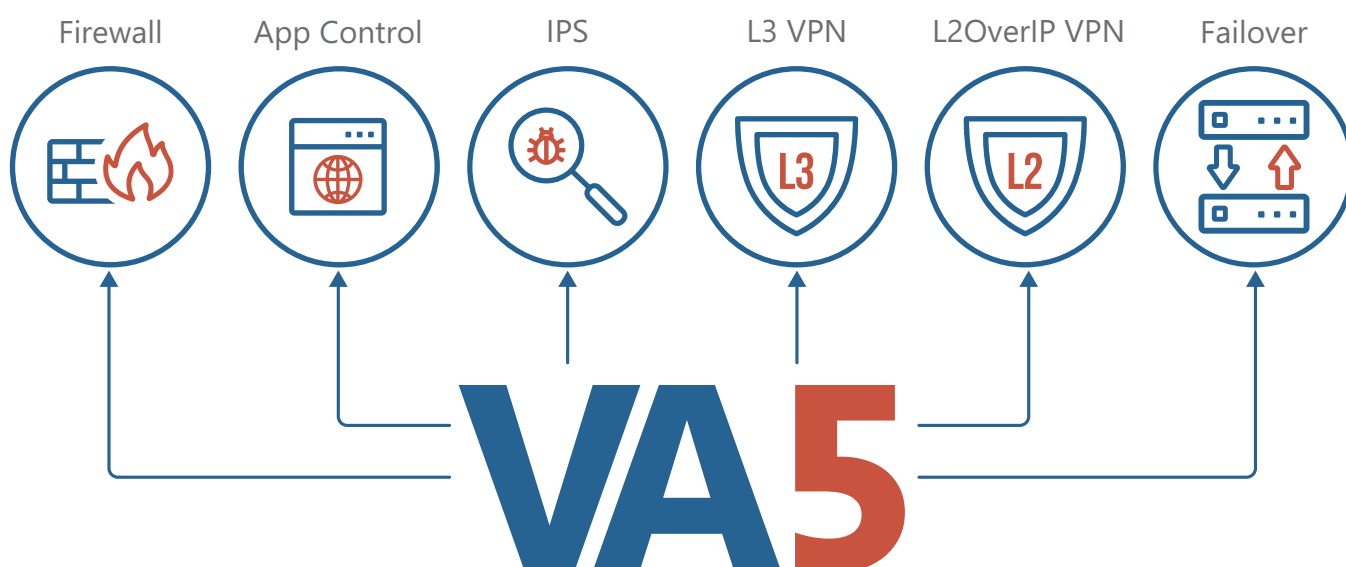 Firewall
App Control
IPS
L3 VPN
L2OverIP VPN
Failover
L3
L2
VA5